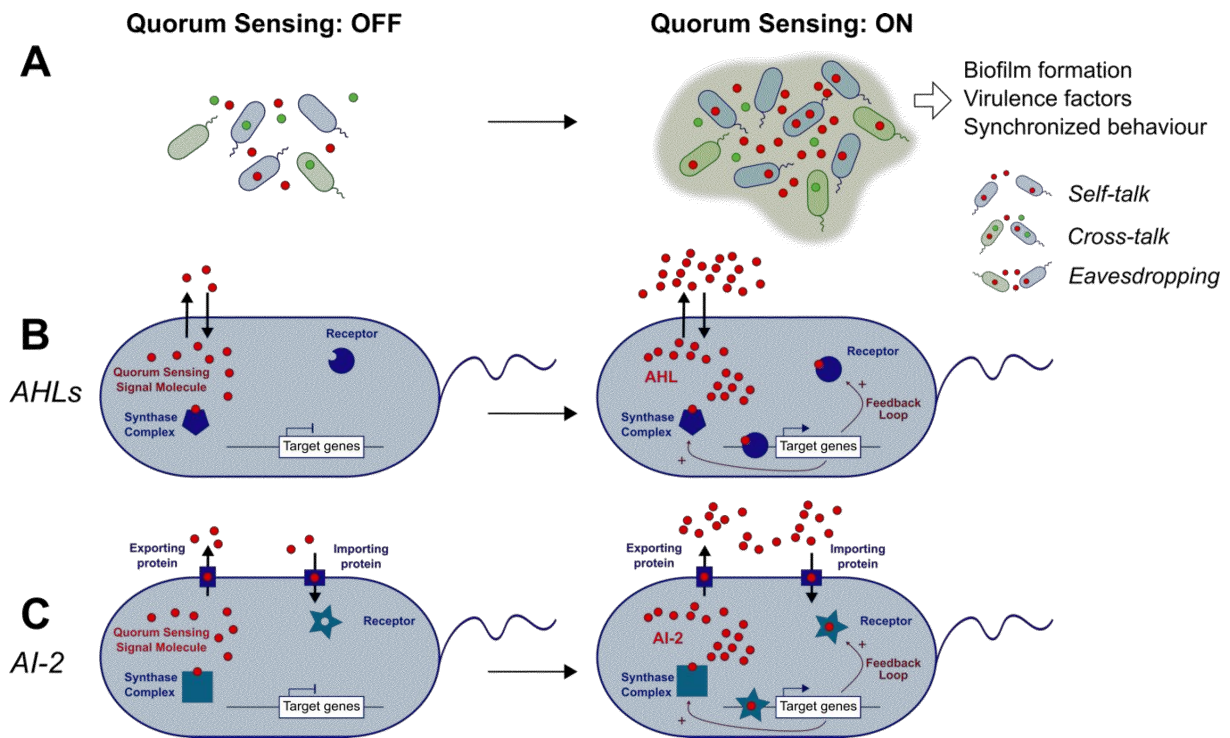 Quorum Sensing: OFF
Quorum Sensing: ON
A
Biofilm formation
Virulence factors
Synchronized behaviour
Self-talk
Cross-talk
Eavesdropping
B
AHLs
Receptor
Quorum Sensing
Signal Molecule
Synthase
Complex
Target genes
AHL
Receptor
Synthase
Complex
+
Feedback
Loop
Target genes
+
C
AI-2
Exporting
protein
Importing
protein
Quorum Sensing
Signal Molecule
Receptor
Synthase
Complex
Target genes
Exporting
protein
Importing
protein
AI-2
Receptor
Synthase
Complex
+
Feedback
Loop
Target genes
+